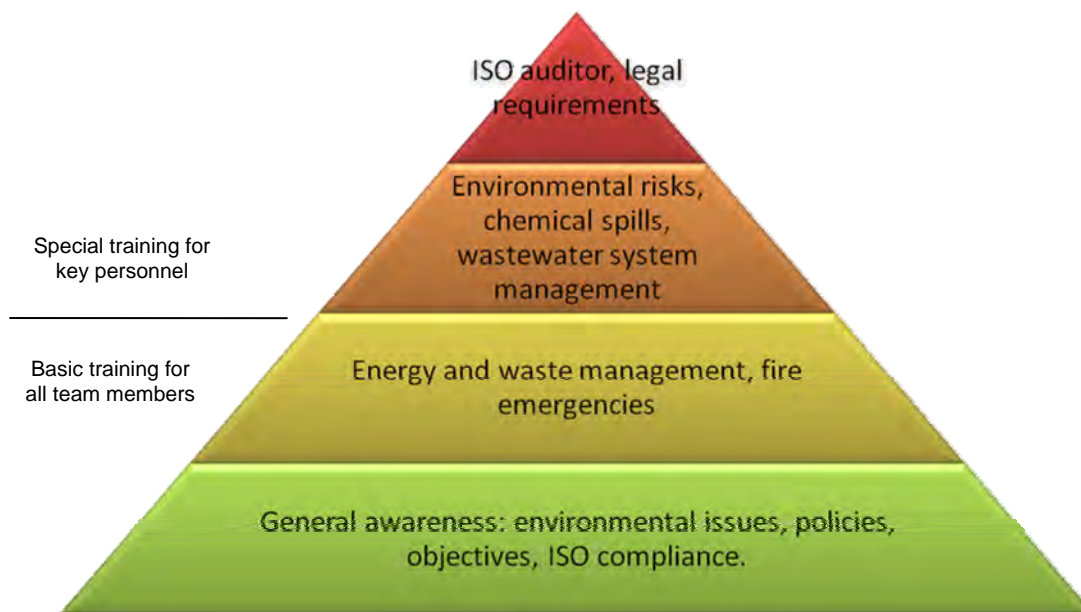 ISO auditor, legal
requirements
Environmental risks,
chemical spills,
wastewater system
management
Special training for
key personnel
Basic training for
all team members
Energy and waste management, fire
emergencies
General awareness: environmental issues, policies,
objectives, ISO compliance.